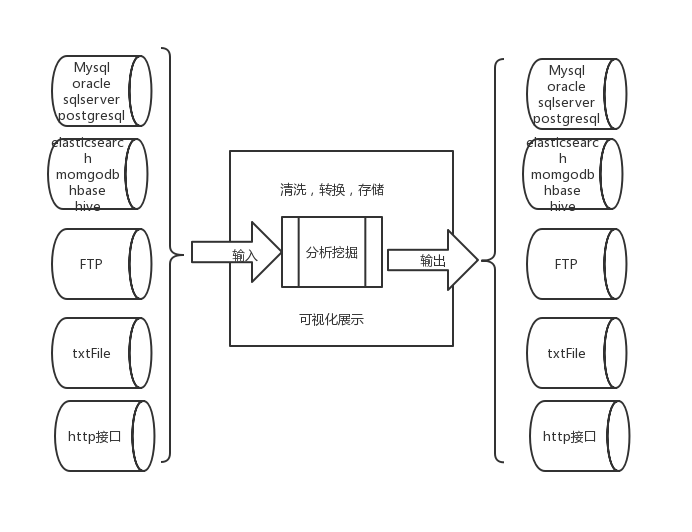 Mysql
oracle
sqlserver
postgresql
elasticsearc
h
momgodb
hbase
hive
FTP
txtFile
http接口
清洗，转换，存储
输入
分析挖掘
输出
可视化展示
Mysql
oracle
sqlserver
postgresql
elasticsearc
h
momgodb
hbase
hive
FTP
txtFile
http接口